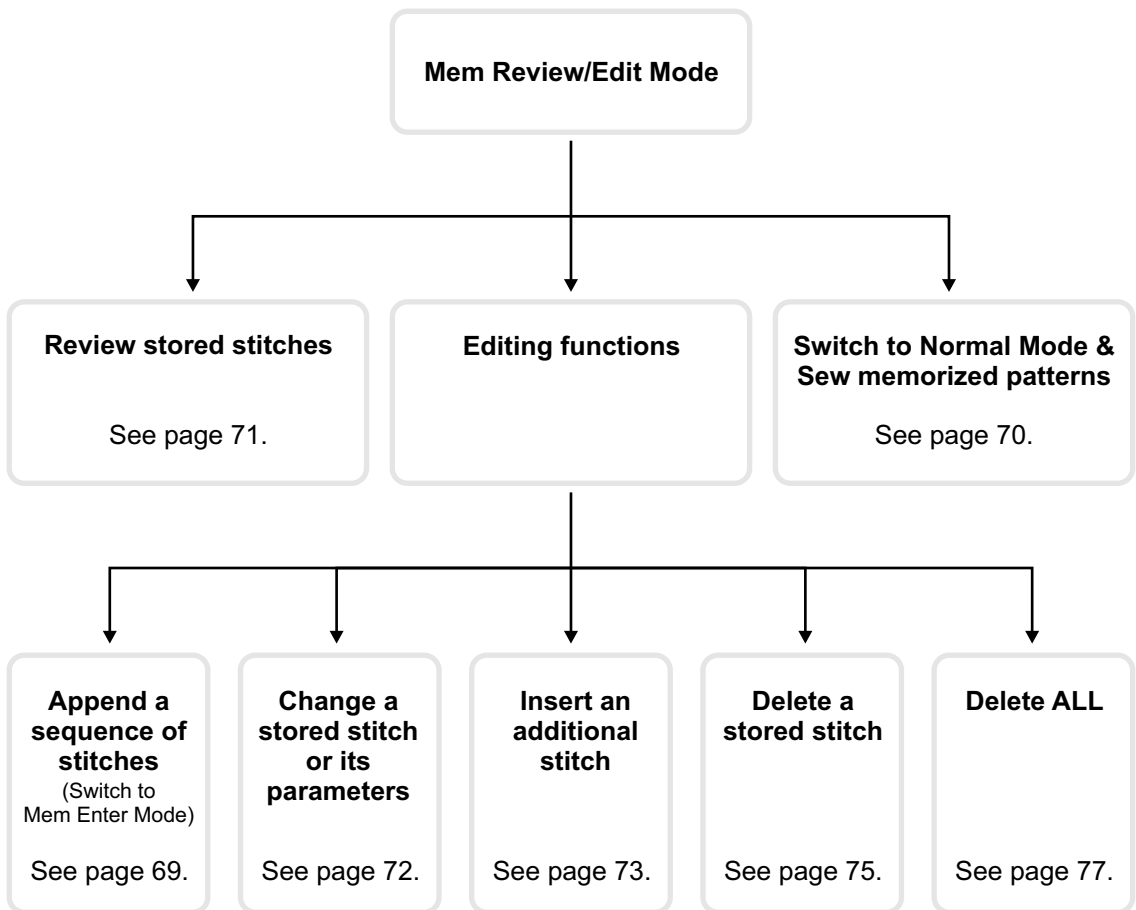 Mem Review/Edit Mode
Review stored stitches
See page 71.
Editing functions
Switch to Normal Mode &
Sew memorized patterns
See page 70.
Append a
sequence of
stitches
(Switch to
Mem Enter Mode)
See page 69.
Change a
stored stitch
or its
parameters
See page 72.
Insert an
additional
stitch
See page 73.
Delete a
stored stitch
See page 75.
Delete ALL
See page 77.